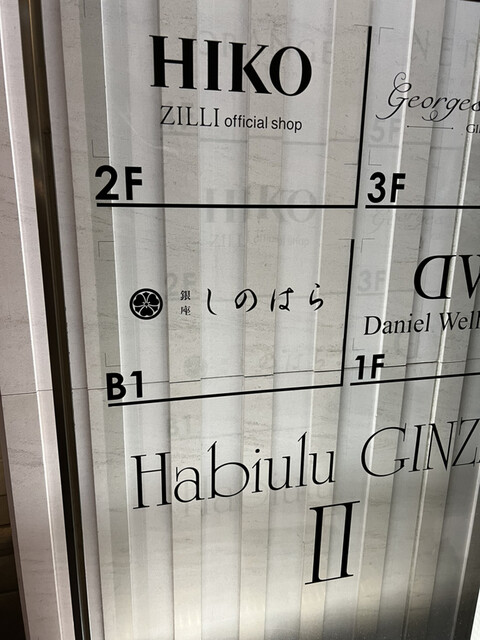 HIKO
ZILLI official shop
2F
Georges
3F
銀座 しのはら
B1
Daniel Well
1F
Habiulu GINZ
II